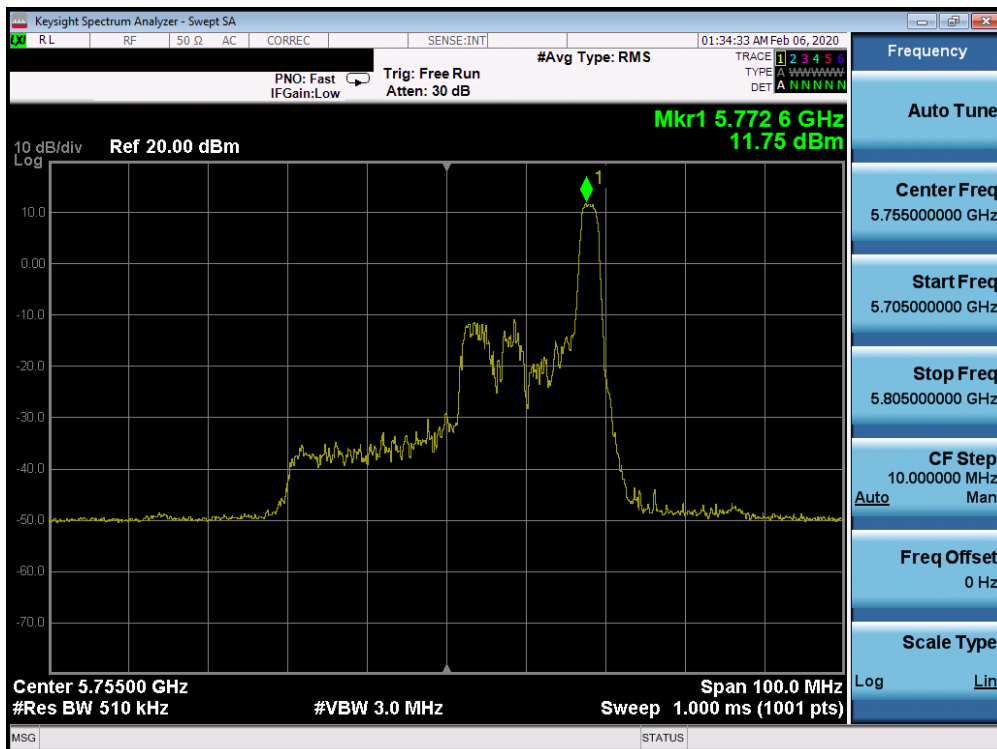 Keysight Spectrum Analyzer - Swept SA
LXI RL RF 50 Ω AC CORREC SENSE:INT 01:34:33 AM Feb 06, 2020
#Avg Type: RMS
TRACE 1 2 3 4 5 6
PNO: Fast Trig: Free Run TYPE A WWWWW
IFGain:Low Atten: 30 dB DET A N N N N N
Mkr1 5.772 6 GHz
11.75 dBm
10 dB/div Ref 20.00 dBm
Log
1
10.0
0.00
-10.0
-20.0
-30.0
-40.0
-50.0
-60.0
-70.0
Center 5.75500 GHz Span 100.0 MHz
#Res BW 510 kHz #VBW 3.0 MHz Sweep 1.000 ms (1001 pts)
MSG STATUS
Frequency
Auto Tune
Center Freq
5.755000000 GHz
Start Freq
5.705000000 GHz
Stop Freq
5.805000000 GHz
CF Step
10.000000 MHz
Auto Man
Freq Offset
0 Hz
Scale Type
Log Lin